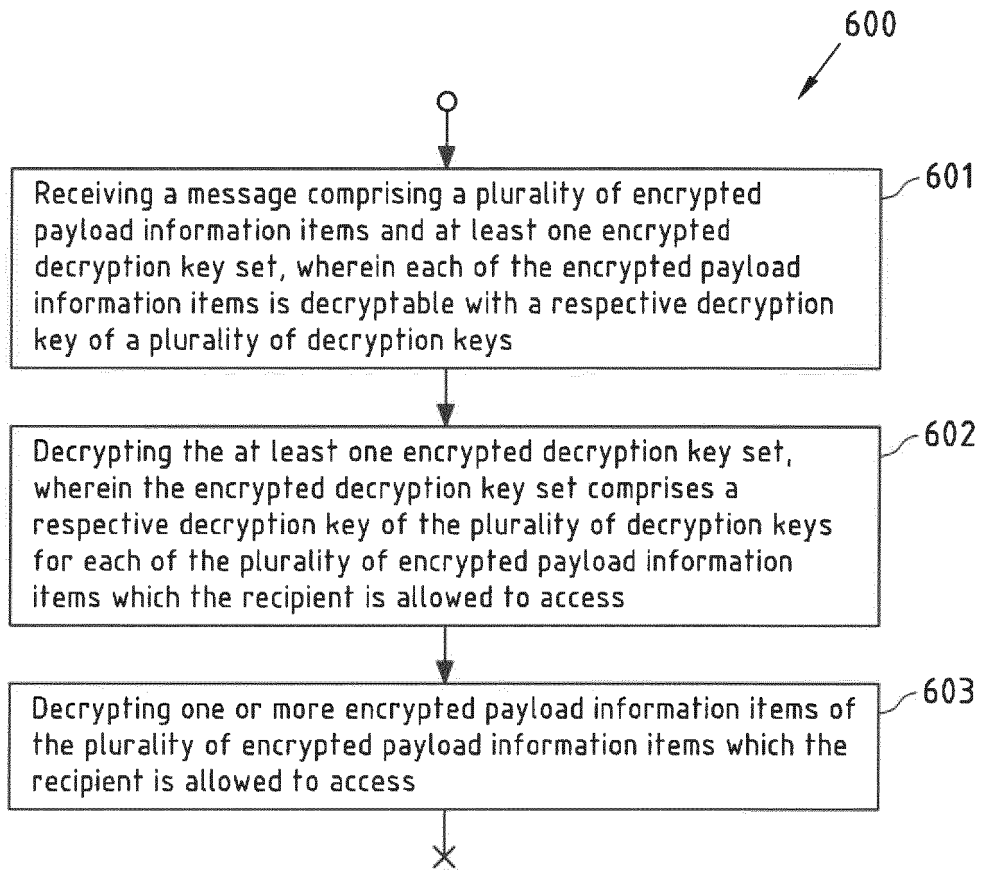 600
601
Receiving a message comprising a plurality of encrypted
payload information items and at least one encrypted
decryption key set, wherein each of the encrypted payload
information items is decryptable with a respective decryption
key of a plurality of decryption keys
602
Decrypting the at least one encrypted decryption key set,
wherein the encrypted decryption key set comprises a
respective decryption key of the plurality of decryption keys
for each of the plurality of encrypted payload information
items which the recipient is allowed to access
603
Decrypting one or more encrypted payload information items of
the plurality of encrypted payload information items which the
recipient is allowed to access